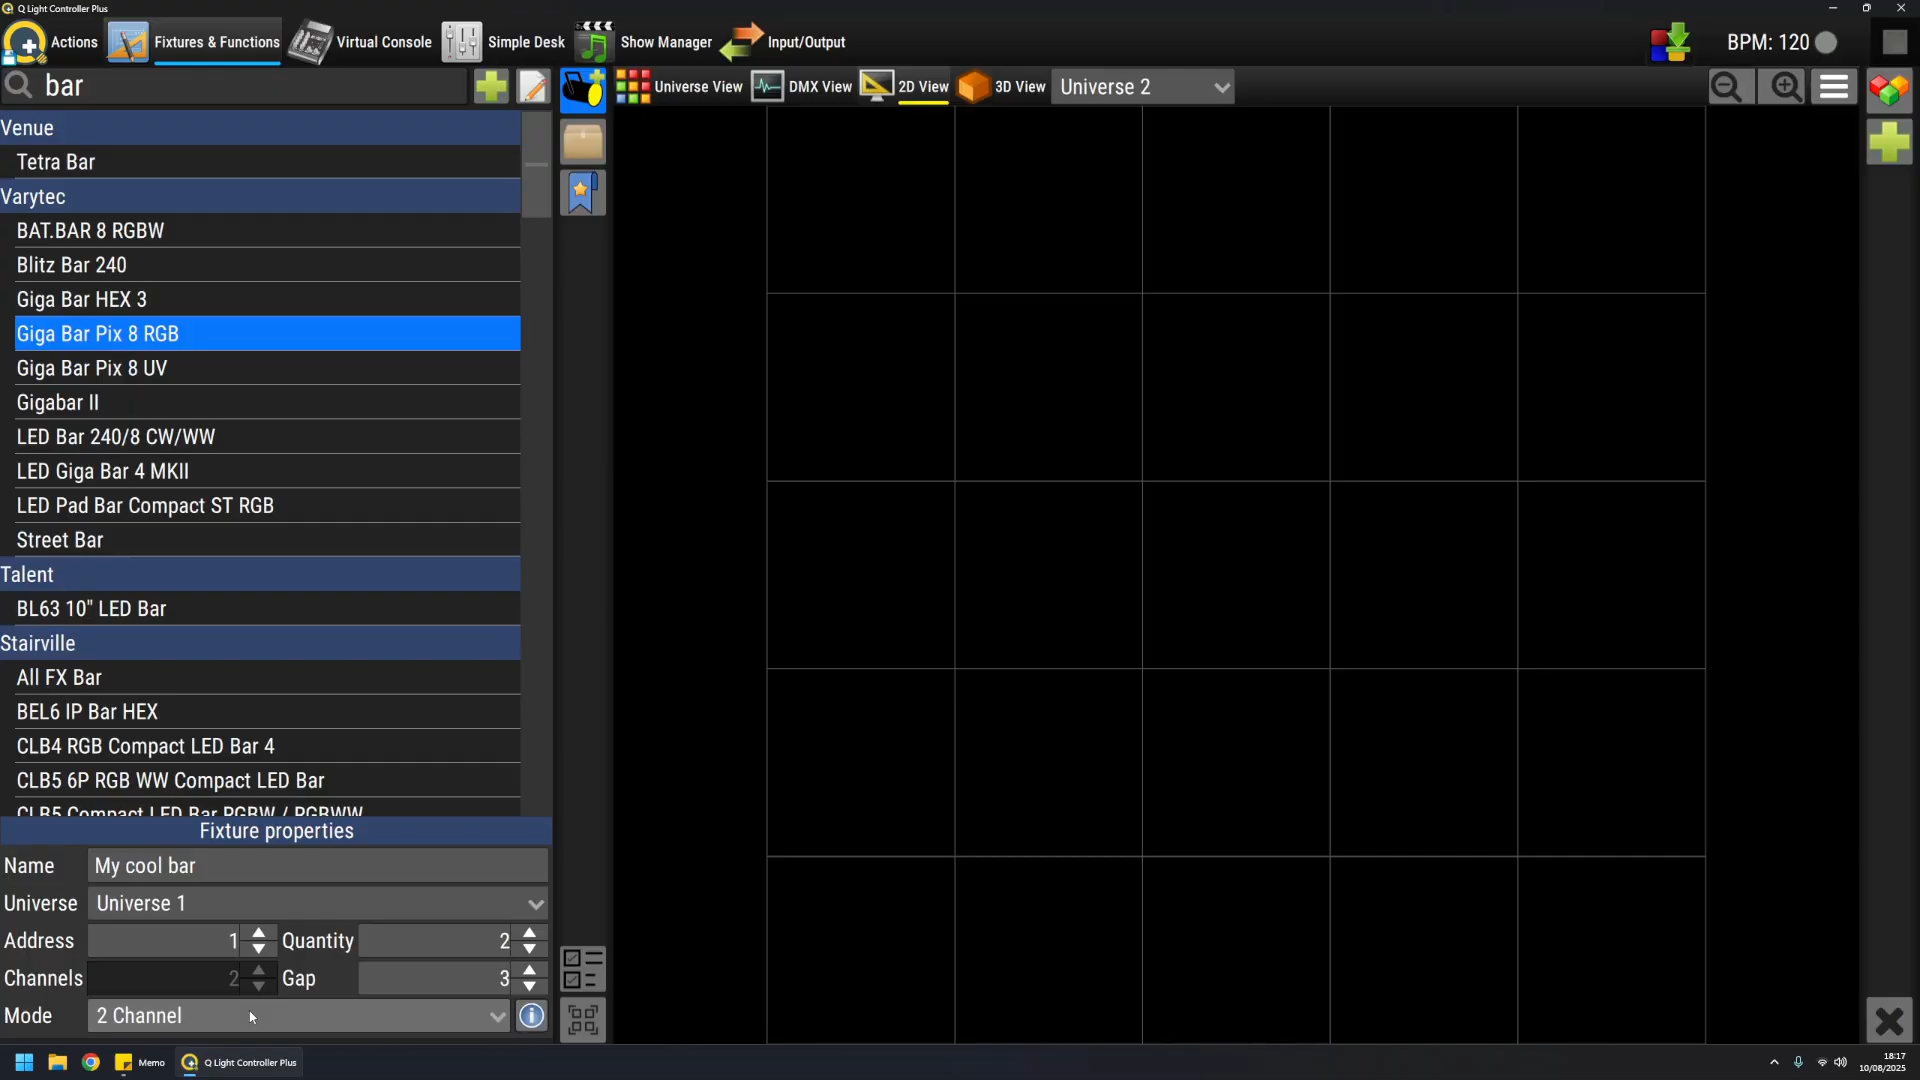 Q Light Controller Plus
Actions Fixtures & Functions Virtual Console Simple Desk Show Manager Input/Output BPM: 120
bar Universe View DMX View 2D View 3D View Universe 2
Venue
Tetra Bar
Varytec
BAT.BAR 8 RGBW
Blitz Bar 240
Giga Bar HEX 3
Giga Bar Pix 8 RGB
Giga Bar Pix 8 UV
Gigabar II
LED Bar 240/8 CW/WW
LED Giga Bar 4 MKII
LED Pad Bar Compact ST RGB
Street Bar
Talent
BL63 10" LED Bar
Stairville
All FX Bar
BEL6 IP Bar HEX
CLB4 RGB Compact LED Bar 4
CLB5 6P RGB WW Compact LED Bar
CLB5 Compact LED Bar RGBW / RGBWW
Fixture properties
Name My cool bar
Universe Universe 1
Address 1 Quantity 2
Channels 2 Gap 3
Mode 2 Channel
Memo Q Light Controller Plus 18:17
10/08/2025